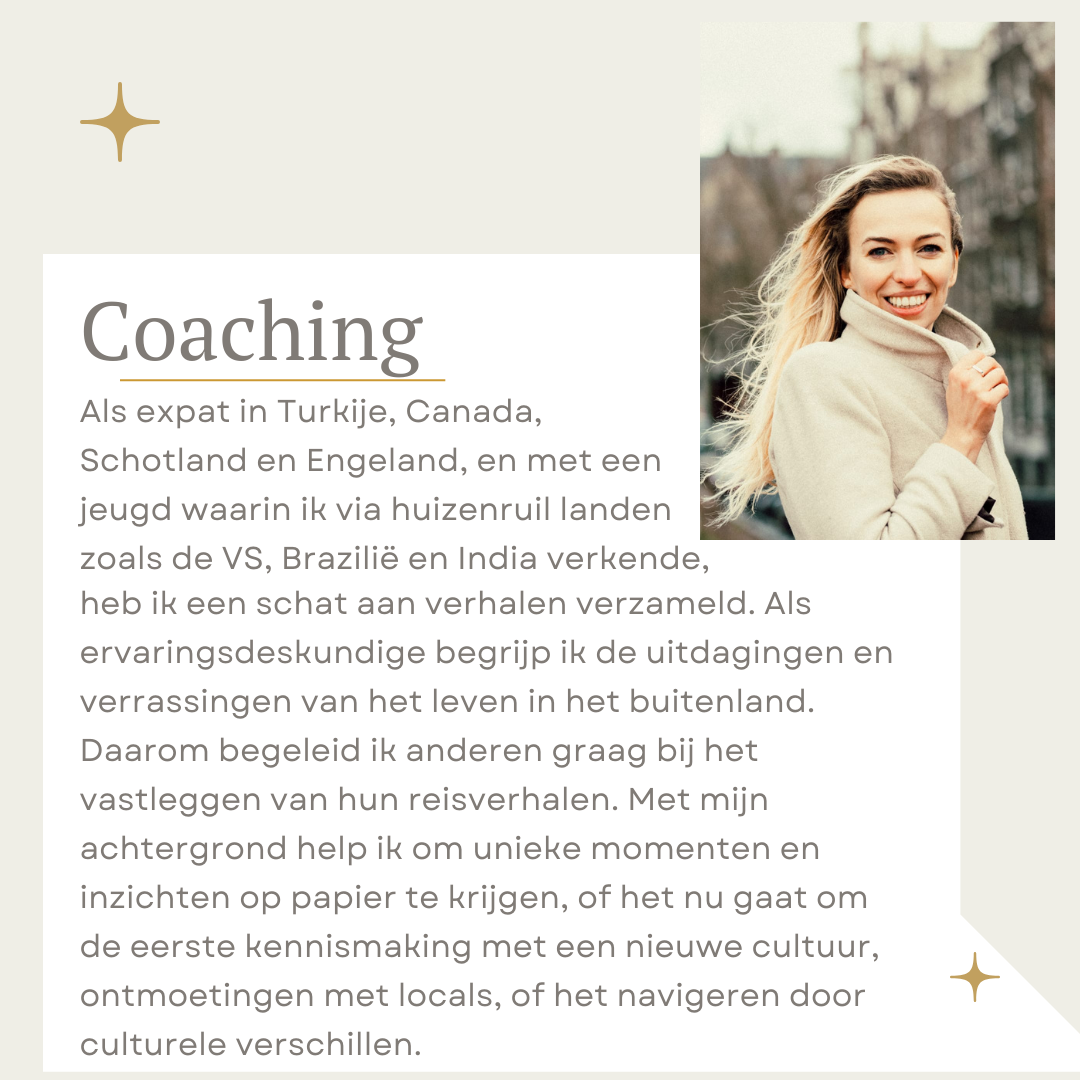 Coaching
Als expat in Turkije, Canada,
Schotland en Engeland, en met een
jeugd waarin ik via huizenruil landen
zoals de VS, Brazilië en India verkende,
heb ik een schat aan verhalen verzameld. Als
ervaringsdeskundige begrijp ik de uitdagingen en
verrassingen van het leven in het buitenland.
Daarom begeleid ik anderen graag bij het
vastleggen van hun reisverhalen. Met mijn
achtergrond help ik om unieke momenten en
inzichten op papier te krijgen, of het nu gaat om
de eerste kennismaking met een nieuwe cultuur,
ontmoetingen met locals, of het navigeren door
culturele verschillen.